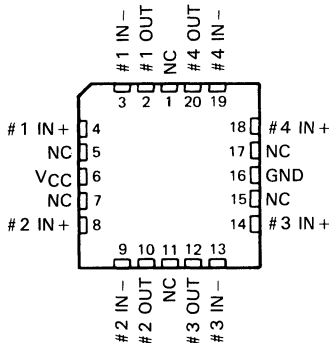 #1 IN−
#1 OUT
NC
#4 OUT
#4 IN−
3 2 1 20 19
#1 IN+ 4
18 #4 IN+
NC 5
17 NC
VCC 6
16 GND
NC 7
15 NC
#2 IN+ 8
14 #3 IN+
9 10 11 12 13
#2 IN−
#2 OUT
NC
#3 OUT
#3 IN−